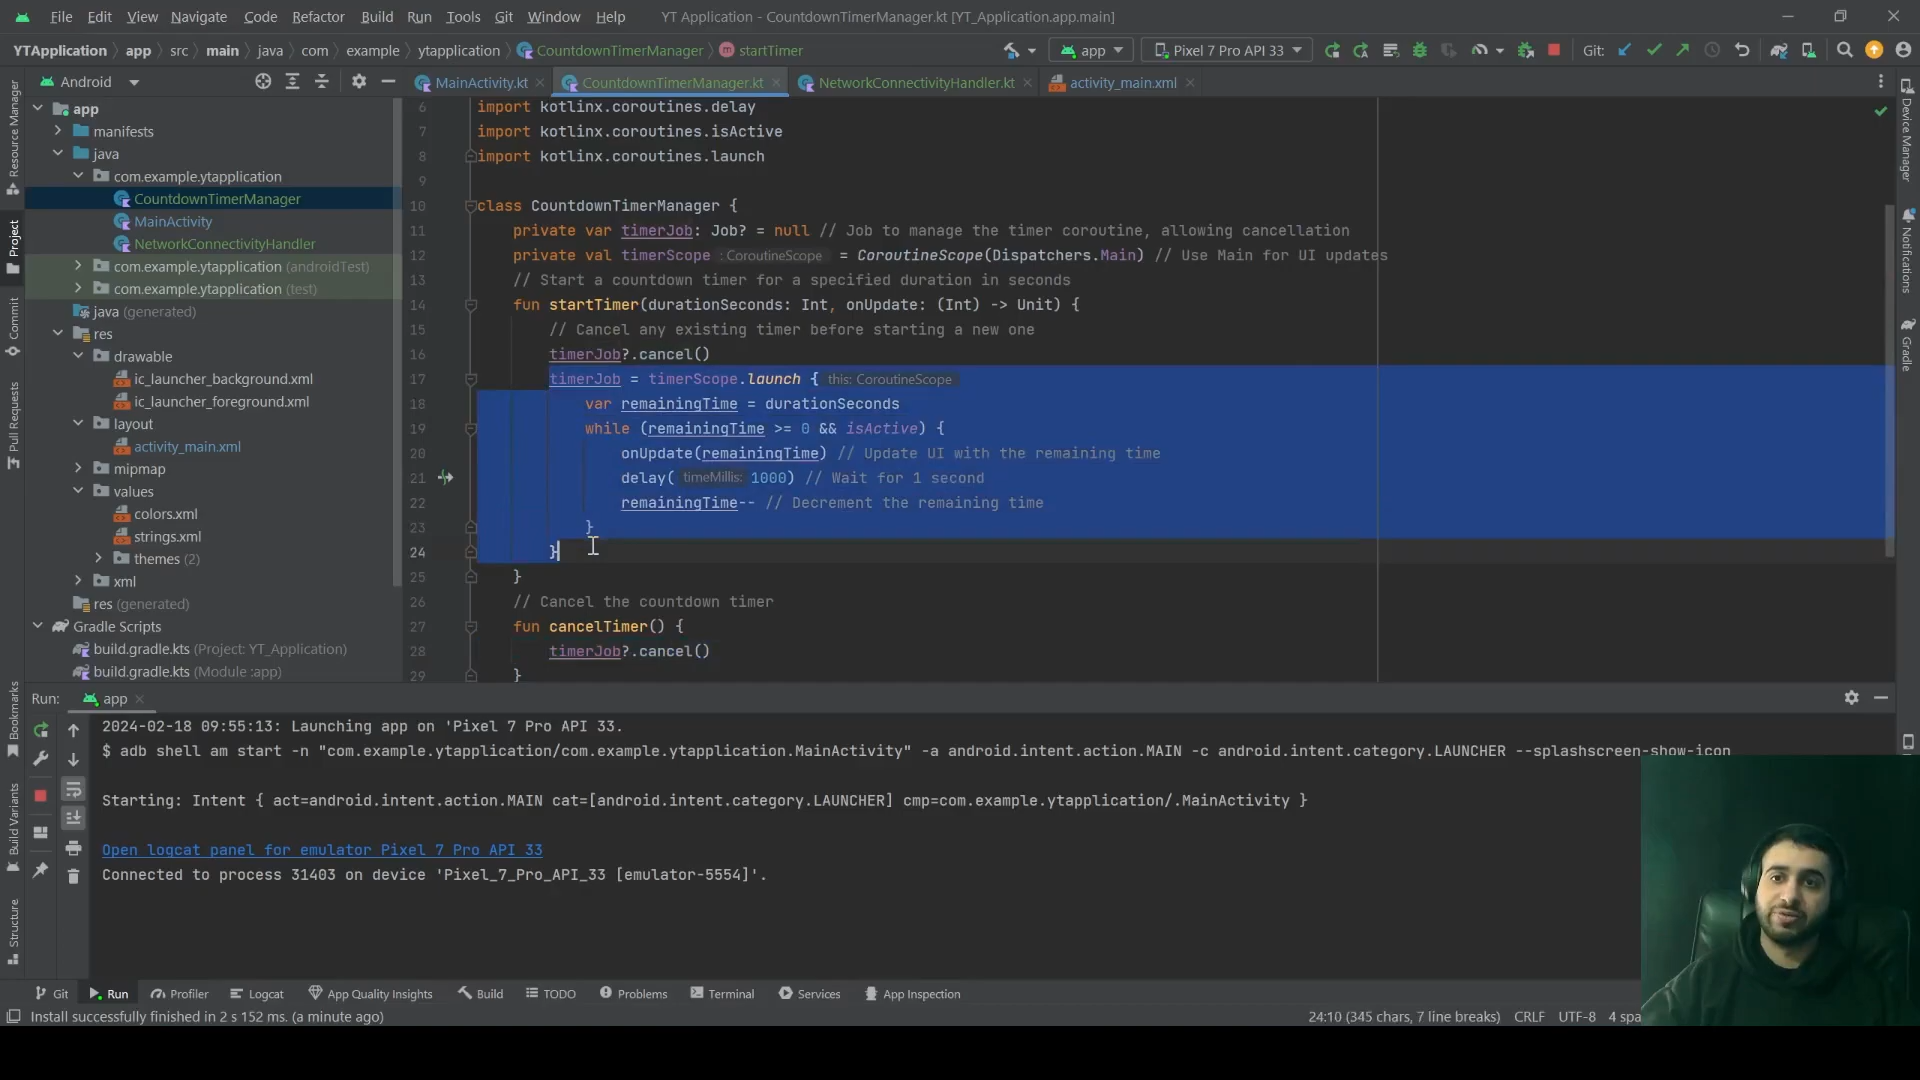 File Edit View Navigate Code Refactor Build Run Tools Git Window Help YT Application - CountdownTimerManager.kt [YT_Application.app.main]
YTApplication app src main java com example ytapplication CountdownTimerManager startTimer app Pixel 7 Pro API 33 Git:
Android MainActivity.kt CountdownTimerManager.kt NetworkConnectivityHandler.kt activity_main.xml
app
manifests
java
com.example.ytapplication
CountdownTimerManager
MainActivity
NetworkConnectivityHandler
com.example.ytapplication (androidTest)
com.example.ytapplication (test)
java (generated)
res
drawable
ic_launcher_background.xml
ic_launcher_foreground.xml
layout
activity_main.xml
mipmap
values
colors.xml
strings.xml
themes (2)
xml
res (generated)
Gradle Scripts
build.gradle.kts (Project: YT_Application)
build.gradle.kts (Module :app)
6 import kotlinx.coroutines.delay
7 import kotlinx.coroutines.isActive
8 import kotlinx.coroutines.launch
9
10 class CountdownTimerManager {
11 private var timerJob: Job? = null // Job to manage the timer coroutine, allowing cancellation
12 private val timerScope : CoroutineScope = CoroutineScope(Dispatchers.Main) // Use Main for UI updates
13 // Start a countdown timer for a specified duration in seconds
14 fun startTimer(durationSeconds: Int, onUpdate: (Int) -> Unit) {
15 // Cancel any existing timer before starting a new one
16 timerJob?.cancel()
17 timerJob = timerScope.launch { this: CoroutineScope
18 var remainingTime = durationSeconds
19 while (remainingTime >= 0 && isActive) {
20 onUpdate(remainingTime) // Update UI with the remaining time
21 delay( timeMillis: 1000) // Wait for 1 second
22 remainingTime-- // Decrement the remaining time
23 }
24 }
25 }
26 // Cancel the countdown timer
27 fun cancelTimer() {
28 timerJob?.cancel()
29 }
Resource Manager
Project
Commit
Pull Requests
Bookmarks
Build Variants
Structure
Device Manager
Notifications
Gradle
Run: app
2024-02-18 09:55:13: Launching app on 'Pixel 7 Pro API 33.
$ adb shell am start -n "com.example.ytapplication/com.example.ytapplication.MainActivity" -a android.intent.action.MAIN -c android.intent.category.LAUNCHER --splashscreen-show-icon
Starting: Intent { act=android.intent.action.MAIN cat=[android.intent.category.LAUNCHER] cmp=com.example.ytapplication/.MainActivity }
Open logcat panel for emulator Pixel 7 Pro API 33
Connected to process 31403 on device 'Pixel_7_Pro_API_33 [emulator-5554]'.
Git Run Profiler Logcat App Quality Insights Build TODO Problems Terminal Services App Inspection
Install successfully finished in 2 s 152 ms. (a minute ago) 24:10 (345 chars, 7 line breaks) CRLF UTF-8 4 spa